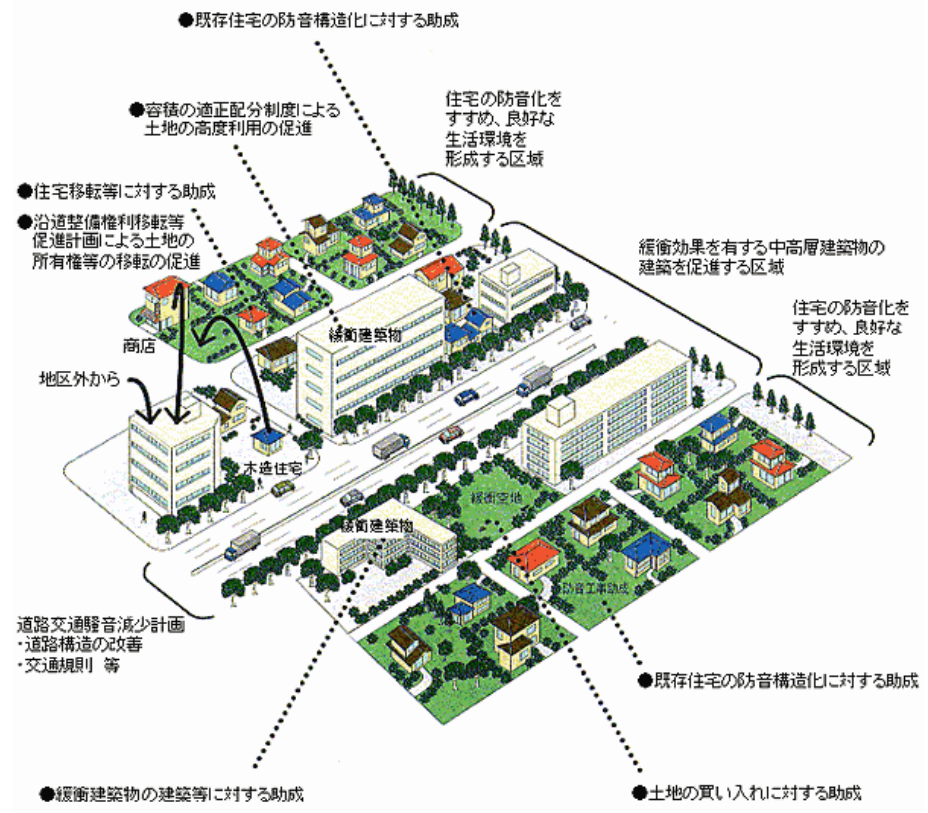 ●既存住宅の防音構造化に対する助成
●容積の適正配分制度による
土地の高度利用の促進
住宅の防音化を
すすめ、良好な
生活環境を
形成する区域
●住宅移転等に対する助成
●沿道整備権利移転等
促進計画による土地の
所有権等の移転の促進
緩衝効果を有する中高層建築物の
建築を促進する区域
住宅の防音化を
すすめ、良好な
生活環境を
形成する区域
商店
緩衝建築物
地区外から
木造住宅
緩衝空地
緩衝建築物
防音工事助成
道路交通騒音減少計画
・道路構造の改善
・交通規則 等
●既存住宅の防音構造化に対する助成
●緩衝建築物の建築等に対する助成
●土地の買い入れに対する助成